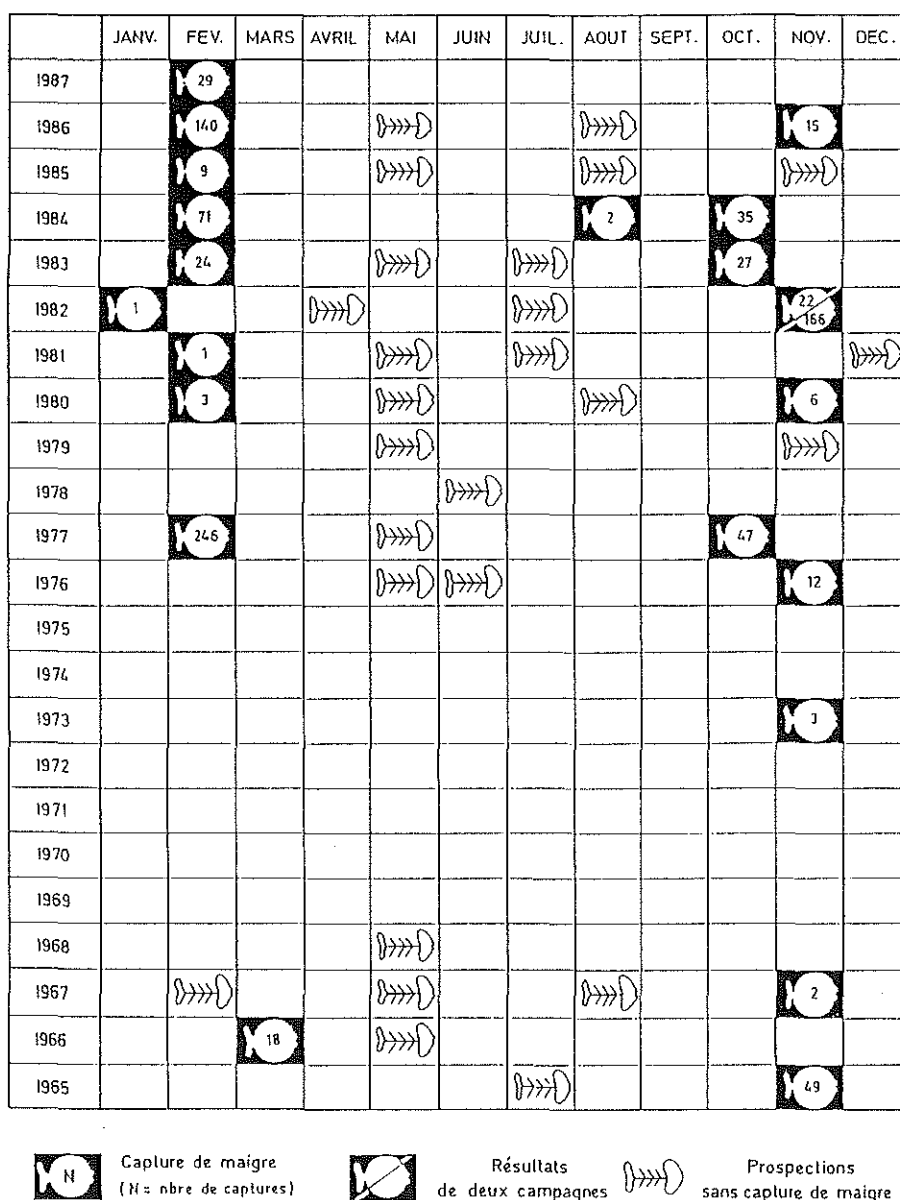 JANV. FEV. MARS AVRIL MAI JUIN JUIL. AOUT SEPT. OCT. NOV. DEC.
1987 29
1986 140 15
1985 9
1984 71 2 35
1983 24 27
1982 1 22 166
1981 1
1980 3 6
1979
1978
1977 246 47
1976 12
1975
1974
1973 3
1972
1971
1970
1969
1968
1967 2
1966 18
1965 49
N Capture de maigre Résultats Prospections
(N = nbre de captures) de deux campagnes sans capture de maigre